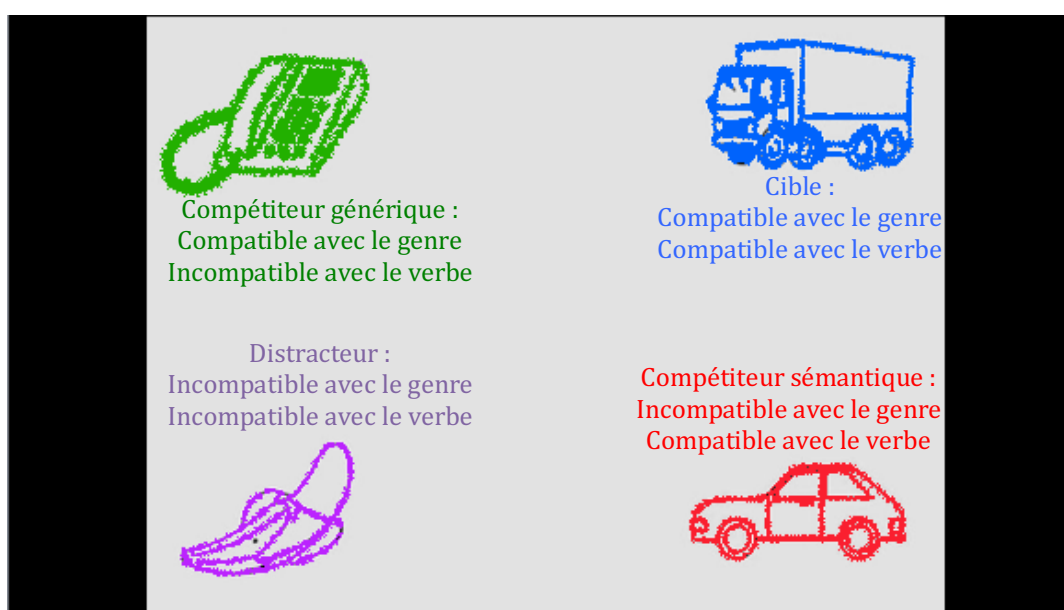 Compétiteur générique :
Compatible avec le genre
Incompatible avec le verbe
Cible :
Compatible avec le genre
Compatible avec le verbe
Distracteur :
Incompatible avec le genre
Incompatible avec le verbe
Compétiteur sémantique :
Incompatible avec le genre
Compatible avec le verbe